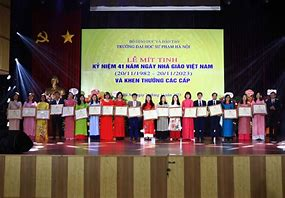 BỘ GIÁO DỤC VÀ ĐÀO TẠO
TRƯỜNG ĐẠI HỌC SƯ PHẠM HÀ NỘI
LỄ MÍT TINH
KỶ NIỆM 41 NĂM NGÀY NHÀ GIÁO VIỆT NAM
(20/11/1982 - 20/11/2023)
VÀ KHEN THƯỞNG CÁC CẤP